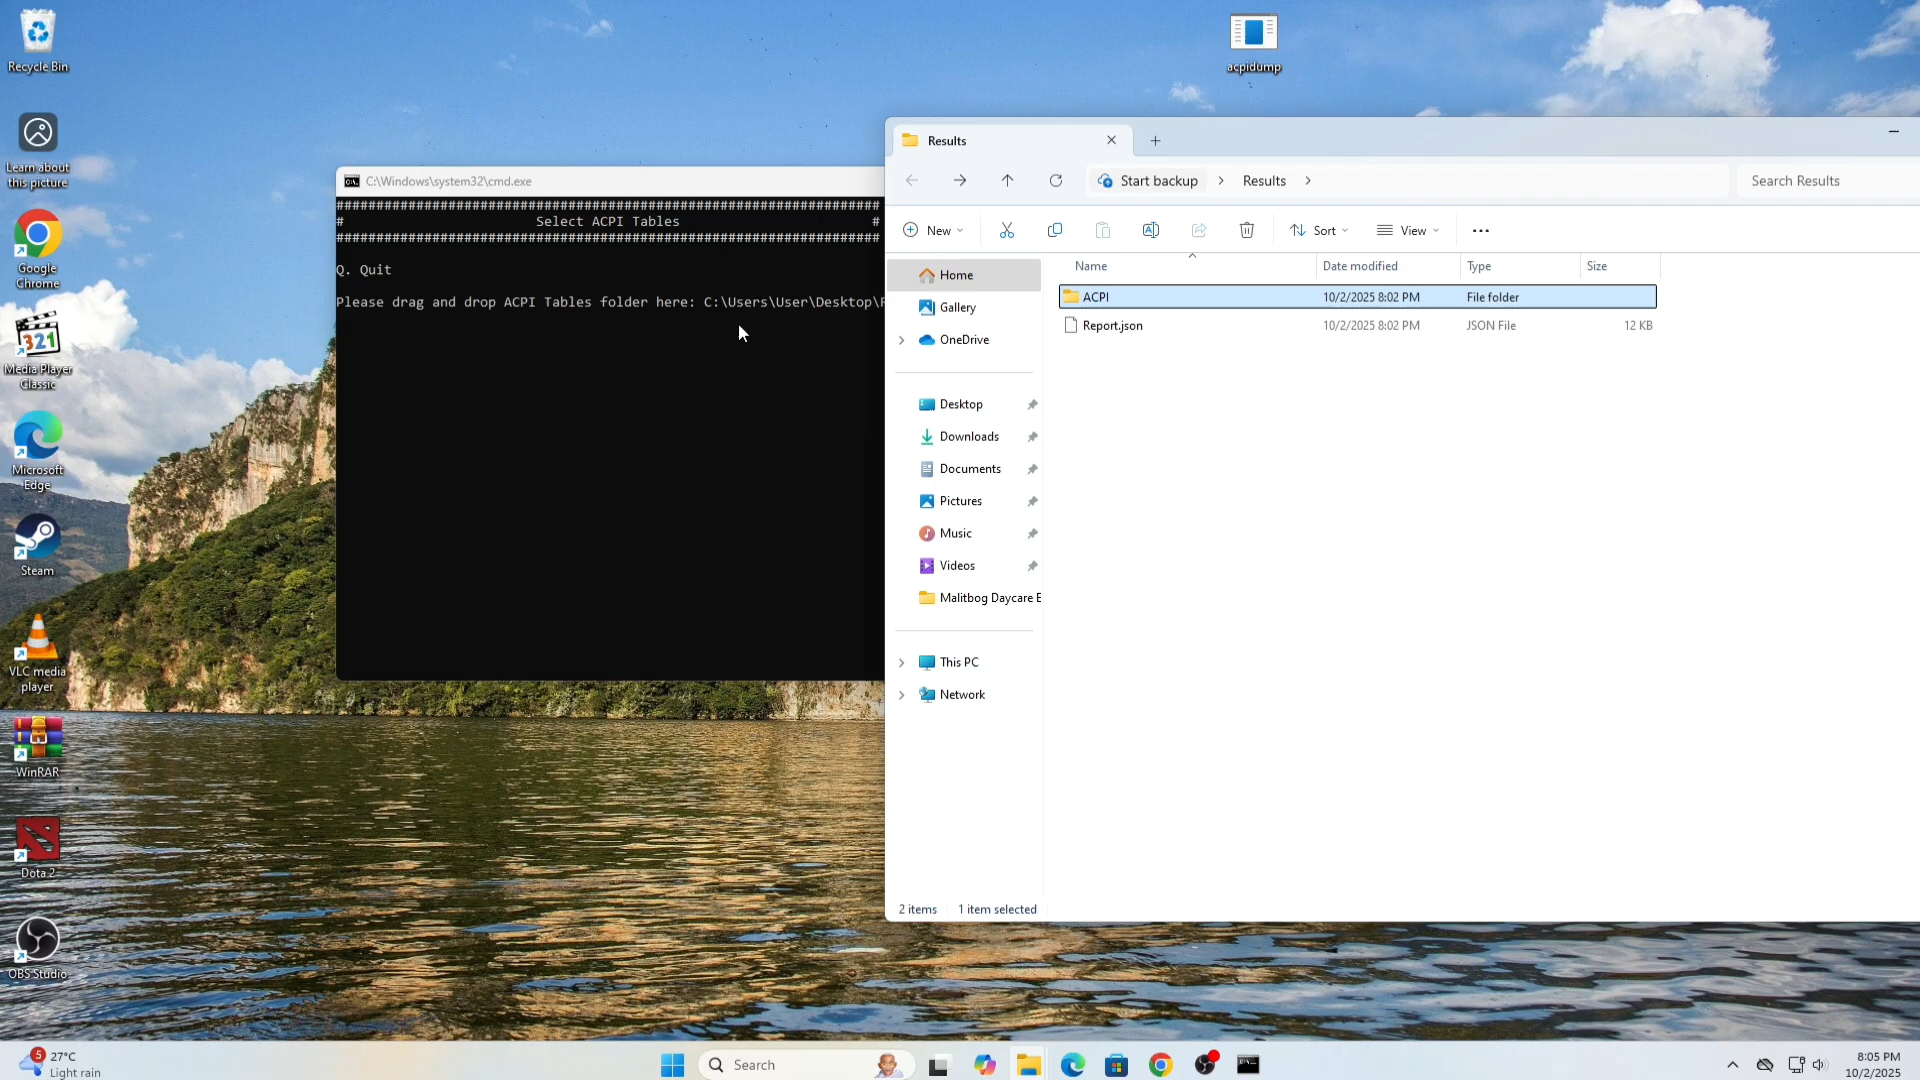 Recycle Bin
Learn about
this picture
Google
Chrome
Media Player
Classic
Microsoft
Edge
Steam
VLC media
player
WinRAR
Dota 2
OBS Studio
acpidump
C:\Windows\system32\cmd.exe
####################################################################
# Select ACPI Tables #
####################################################################
Q. Quit
Please drag and drop ACPI Tables folder here: C:\Users\User\Desktop\R
Results
Start backup
Results
Search Results
New
Sort
View
Home
Gallery
OneDrive
Desktop
Downloads
Documents
Pictures
Music
Videos
Malitbog Daycare E
This PC
Network
Name Date modified Type Size
ACPI 10/2/2025 8:02 PM File folder
Report.json 10/2/2025 8:02 PM JSON File 12 KB
2 items 1 item selected
5
27°C
Light rain
Search
8:05 PM
10/2/2025